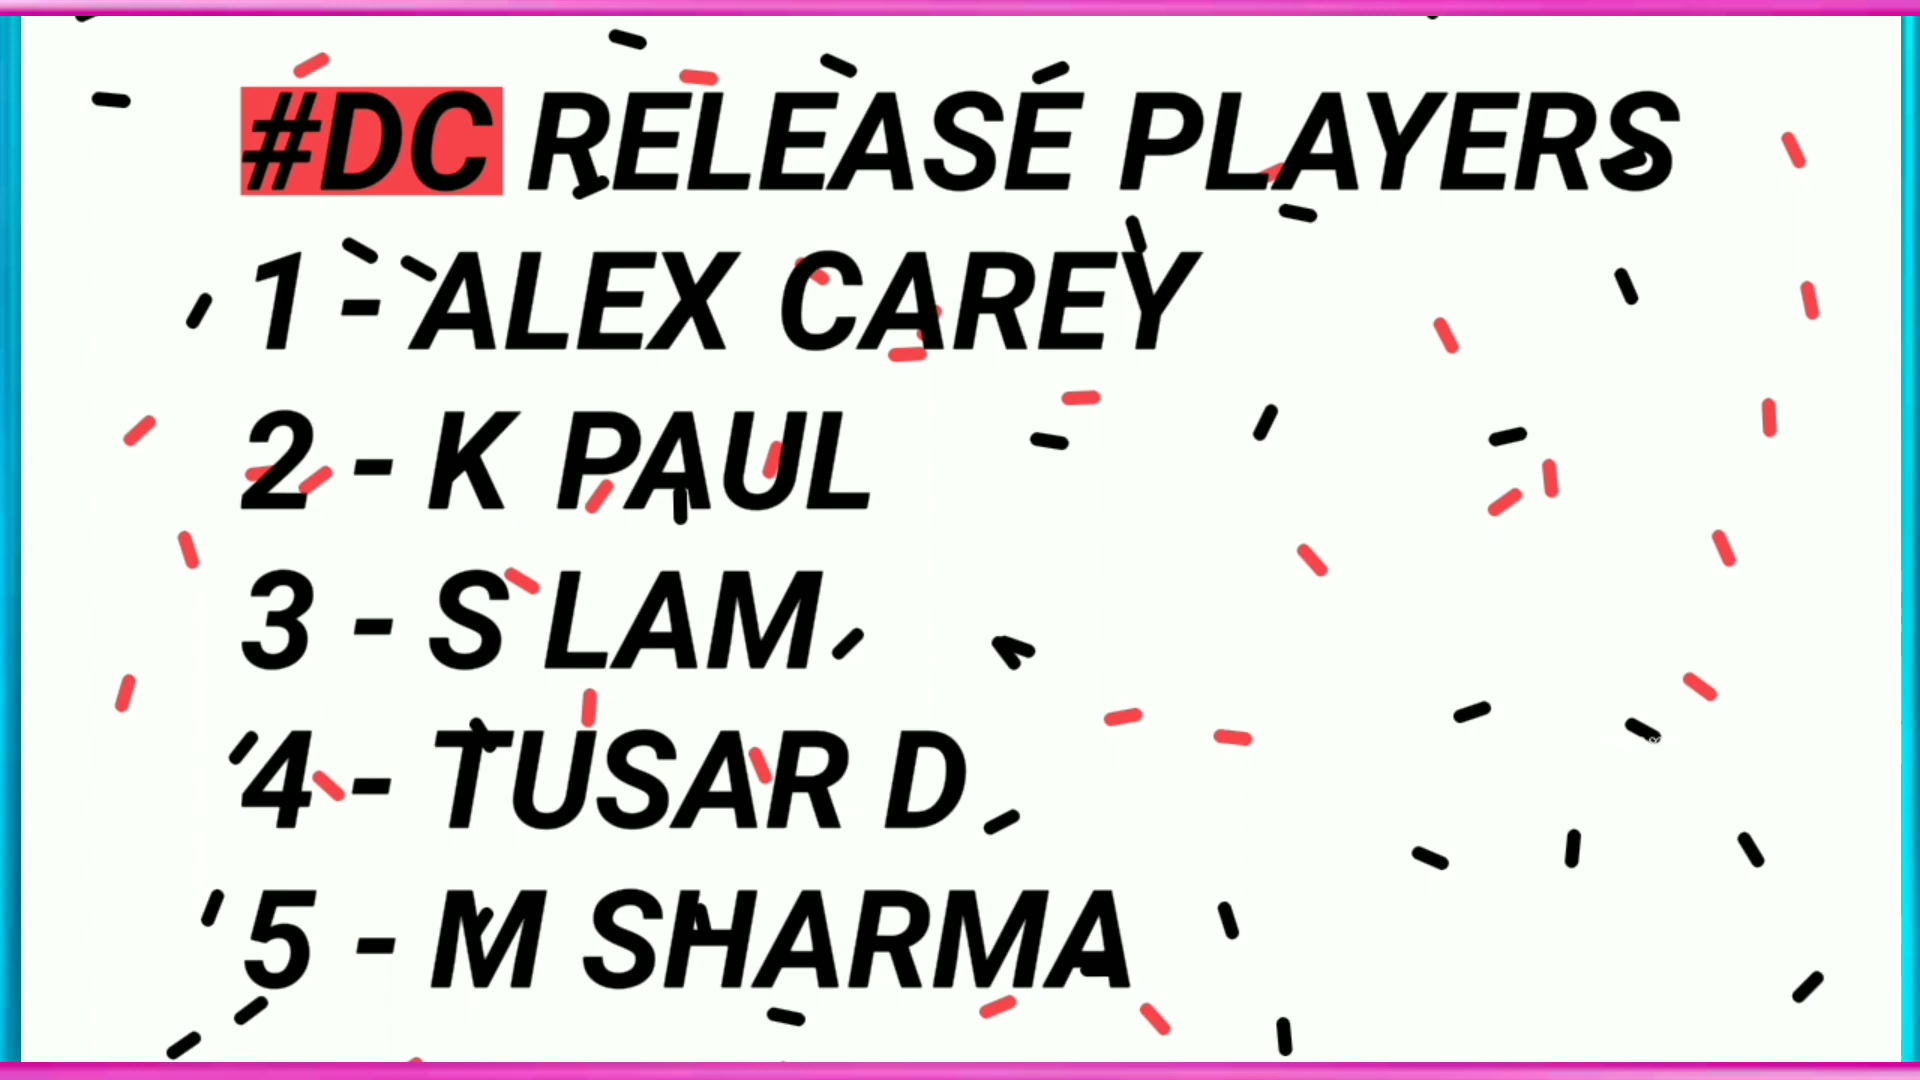 #DC RELEASE PLAYERS
1 - ALEX CAREY
2 - K PAUL
3 - S LAM
4 - TUSAR D
5 - M SHARMA